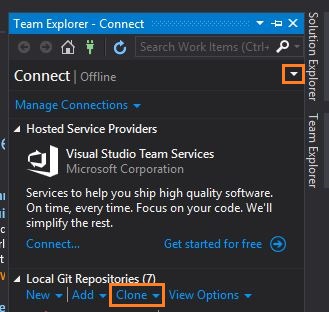 Team Explorer - Connect
Search Work Items (Ctrl+
Connect | Offline
Manage Connections
Hosted Service Providers
Visual Studio Team Services
Microsoft Corporation
Services to help you ship high quality software.
On time, every time. Focus on your code. We'll
simplify the rest.
Connect...
Get started for free
Local Git Repositories (7)
New | Add | Clone | View Options
Solution Explorer
Team Explorer